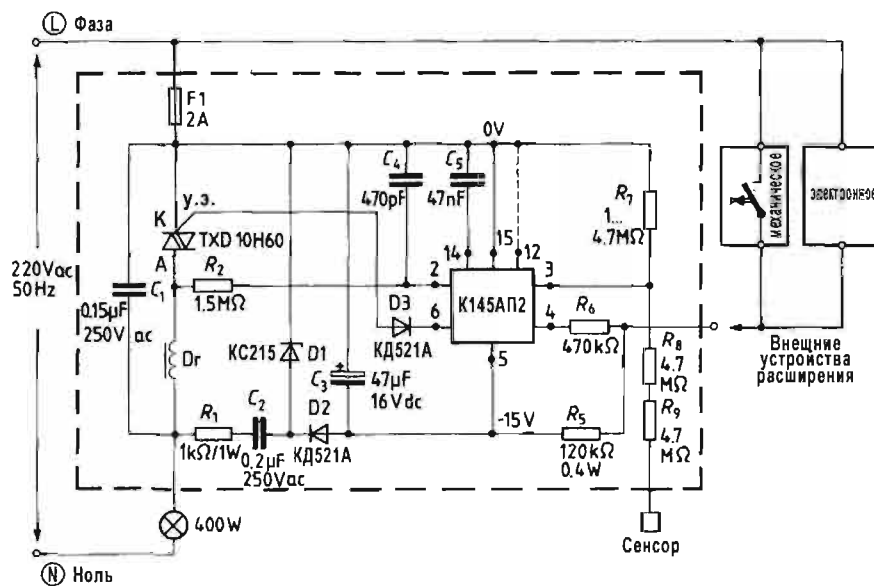 L Фаза
F1
2A
0V
C4
470pF
C5
47nF
R7
1...
4.7MΩ
механическое
электронное
К
у.э.
TXD 10H60
A
220Vac
50Hz
R2
1.5MΩ
14
15
12
2
3
К145АП2
6
4
5
D3
КД521А
R6
470kΩ
C1
0.15µF
250V ac
Dr
КС215
D1
C3
+
47µF
16Vdc
R8
4.7
MΩ
R9
4.7
MΩ
Внещние
устройства
расширения
R1
1kΩ/1W
C2
0.2µF
250Vac
D2
КД521А
-15V
R5
120kΩ
0.4W
400W
Сенсор
N Ноль